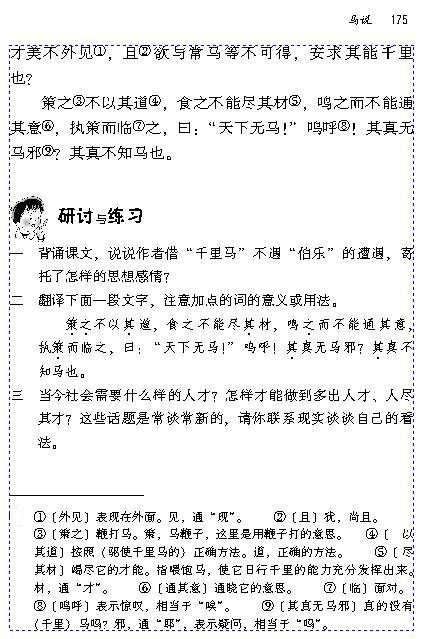 马说 175
才美不外见①，且②欲与常马等不可得，安求其能千里
也？
策之③不以其道④，食之不能尽其材⑤，鸣之而不能通
其意⑥，执策而临⑦之，曰：“天下无马！”呜呼⑧！其真无
马邪⑨？其真不知马也。
研讨与练习
一 背诵课文，说说作者借“千里马”不遇“伯乐”的遭遇，寄
托了怎样的思想感情？
二 翻译下面一段文字，注意加点的词的意义或用法。
策之不以其道，食之不能尽其材，鸣之而不能通其意，
执策而临之，曰：“天下无马！”呜呼！其真无马邪？其真不
知马也。
三 当今社会需要什么样的人才？怎样才能做到多出人才、人尽
其才？这些话题是常谈常新的，请你联系现实谈谈自己的看
法。
①〔外见〕表现在外面。见，通“现”。 ②〔且〕犹，尚且。
③〔策之〕鞭打马。策，马鞭子，这里是用鞭子打的意思。 ④〔 以
其道〕按照（驱使千里马的）正确方法。道，正确的方法。 ⑤〔尽
其材〕竭尽它的才能。指喂饱马，使它日行千里的能力充分发挥出来。
材，通“才”。 ⑥〔通其意〕通晓它的意思。 ⑦〔临〕面对。
⑧〔呜呼〕表示惊叹，相当于“唉”。 ⑨〔其真无马邪〕真的没有
（千里）马吗？邪，通“耶”，表示疑问，相当于“吗”。